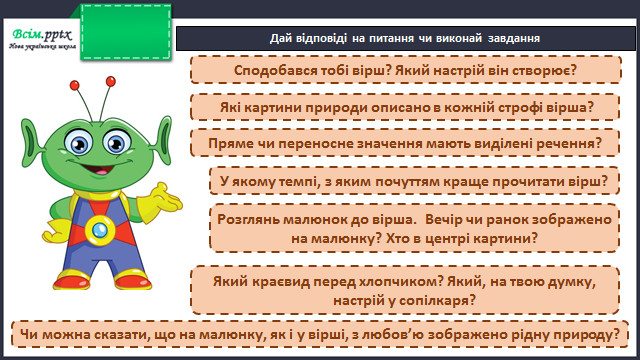 Всім.pptx
Нова українська школа
Дай відповіді на питання чи виконай завдання
Сподобався тобі вірш? Який настрій він створює?
Які картини природи описано в кожній строфі вірша?
Пряме чи переносне значення мають виділені речення?
У якому темпі, з яким почуттям краще прочитати вірш?
Розглянь малюнок до вірша. Вечір чи ранок зображено
на малюнку? Хто в центрі картини?
Який краєвид перед хлопчиком? Який, на твою думку,
настрій у сопілкаря?
Чи можна сказати, що на малюнку, як і у вірші, з любов’ю зображено рідну природу?